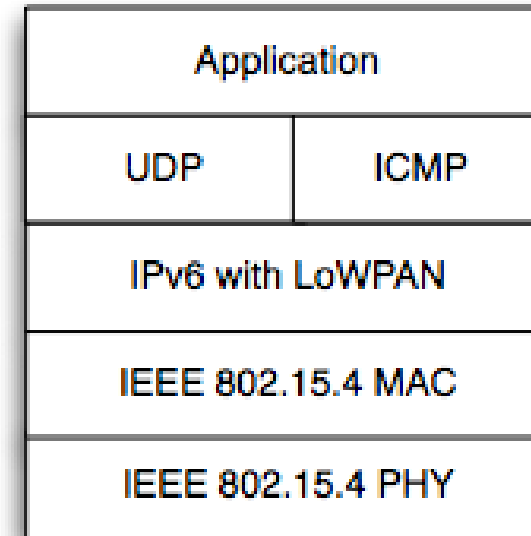 Application
UDP ICMP
IPv6 with LoWPAN
IEEE 802.15.4 MAC
IEEE 802.15.4 PHY